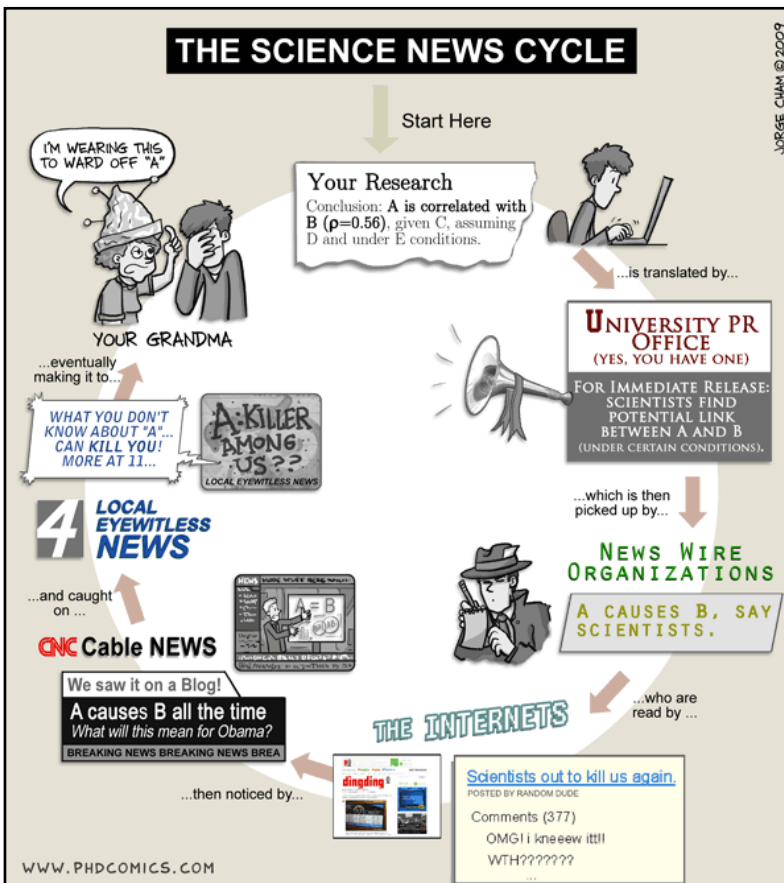 THE SCIENCE NEWS CYCLE
JORGE CHAM © 2009
Start Here
Your Research
Conclusion: A is correlated with
B (ρ=0.56), given C, assuming
D and under E conditions.
...is translated by...
UNIVERSITY PR
OFFICE
(YES, YOU HAVE ONE)
FOR IMMEDIATE RELEASE:
SCIENTISTS FIND
POTENTIAL LINK
BETWEEN A AND B
(UNDER CERTAIN CONDITIONS).
...which is then
picked up by...
NEWS WIRE
ORGANIZATIONS
A CAUSES B, SAY
SCIENTISTS.
...who are
read by ...
THE INTERNETS
dingding
Scientists out to kill us again.
POSTED BY RANDOM DUDE
Comments (377)
OMG! i kneeew itt!!
WTH???????
...
...then noticed by...
CNC Cable NEWS
NEWS
A = B
We saw it on a Blog!
A causes B all the time
What will this mean for Obama?
BREAKING NEWS BREAKING NEWS BREA
...and caught
on ...
4 LOCAL
EYEWITLESS
NEWS
WHAT YOU DON'T
KNOW ABOUT "A"...
CAN KILL YOU!
MORE AT 11...
A-KILLER
AMONG
US??
LOCAL EYEWITLESS NEWS
...eventually
making it to...
YOUR GRANDMA
I'M WEARING THIS
TO WARD OFF "A"
WWW.PHDCOMICS.COM